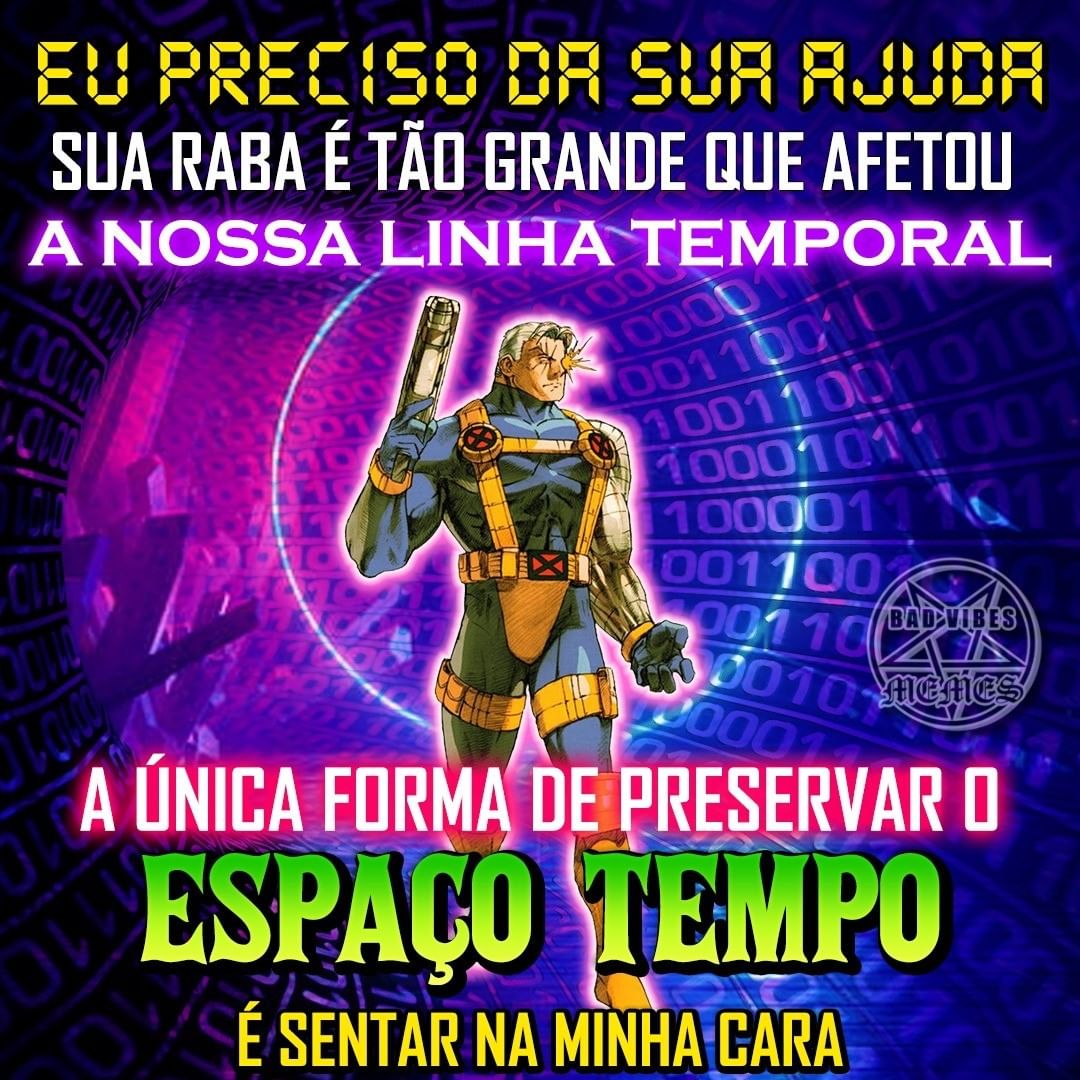 EU PRECISO DA SUA AJUDA
SUA RABA É TÃO GRANDE QUE AFETOU
A NOSSA LINHA TEMPORAL
BAD VIBES
MEMES
A ÚNICA FORMA DE PRESERVAR O
ESPAÇO TEMPO
É SENTAR NA MINHA CARA